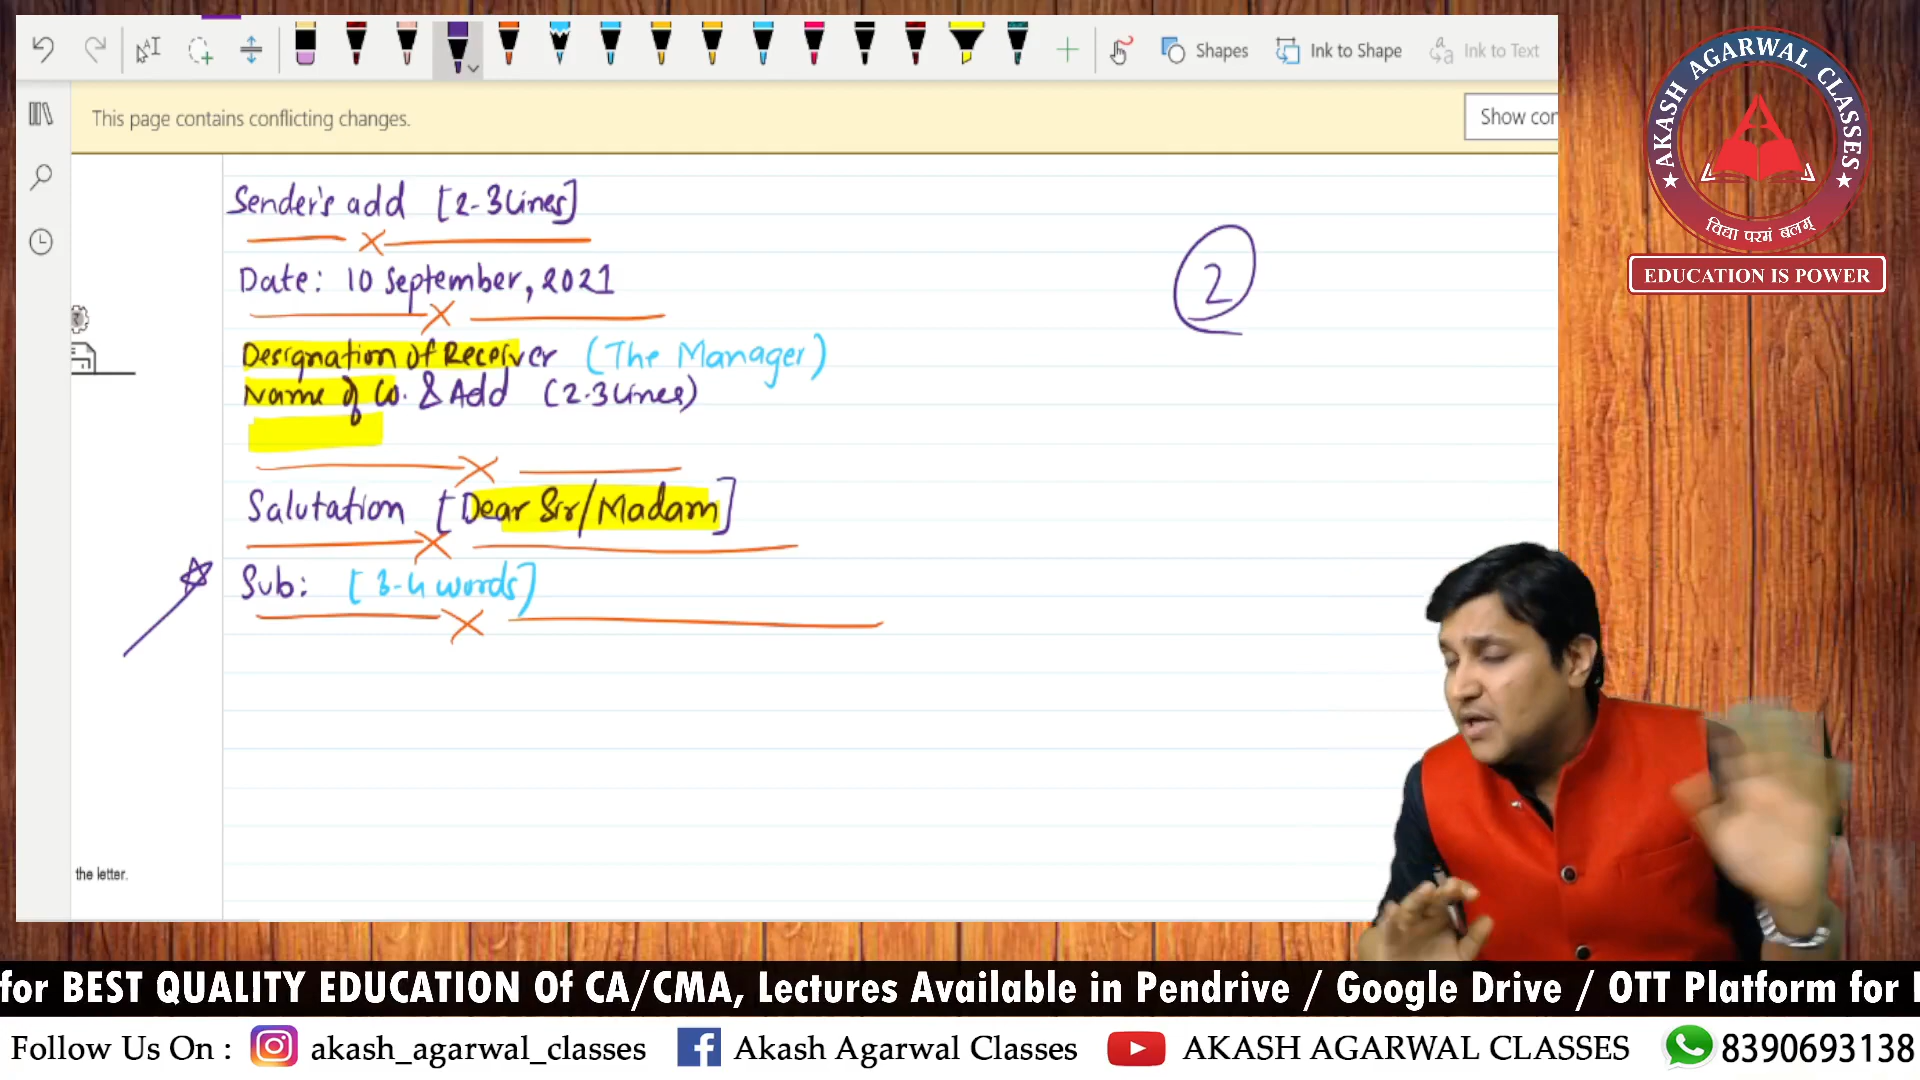 Shapes
Ink to Shape
Ink to Text
This page contains conflicting changes.
Show con
Sender's add [2-3 lines]
Date: 10 September, 2021
Designation of Receiver (The Manager)
Name of Co. & Add (2-3 lines)
Salutation [Dear Sir/Madam]
Sub: [3-4 words]
2
the letter.
AKASH AGARWAL CLASSES
विद्या परमं बलम्
EDUCATION IS POWER
for BEST QUALITY EDUCATION Of CA/CMA, Lectures Available in Pendrive / Google Drive / OTT Platform for
Follow Us On : akash_agarwal_classes Akash Agarwal Classes AKASH AGARWAL CLASSES 8390693138